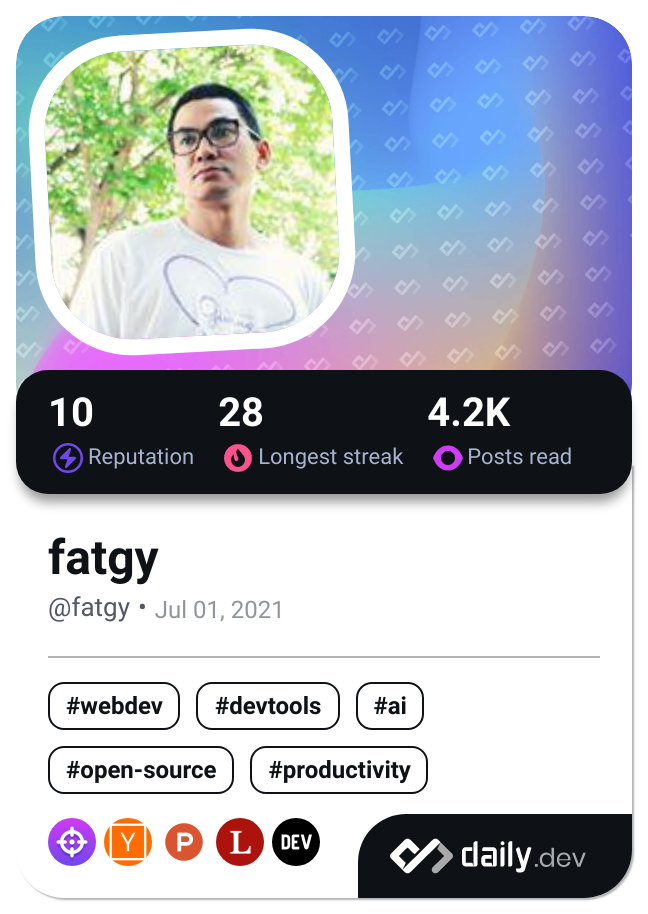 10
28
4.2K
Reputation
Longest streak
Posts read
fatgy
@fatgy • Jul 01, 2021
#webdev
#devtools
#ai
#open-source
#productivity
Y
P
L
DEV
daily.dev